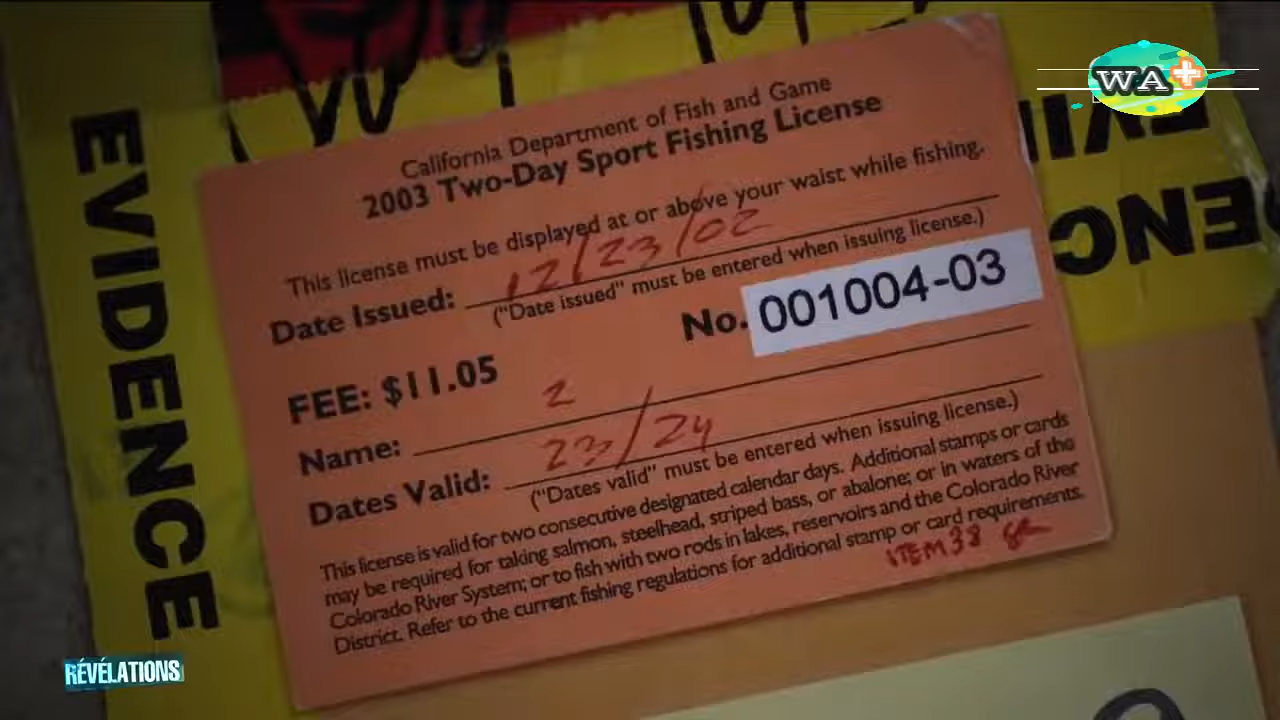 WA+
EVIDENCE
California Department of Fish and Game
2003 Two-Day Sport Fishing License
This license must be displayed at or above your waist while fishing.
Date Issued: 12/23/02
("Date issued" must be entered when issuing license.)
No. 001004-03
FEE: $11.05
Name:
2
Dates Valid: 23/24
("Dates valid" must be entered when issuing license.)
This license is valid for two consecutive designated calendar days. Additional stamps or cards
may be required for taking salmon, steelhead, striped bass, or abalone; or in waters of the
Colorado River System; or to fish with two rods in lakes, reservoirs and the Colorado River
District. Refer to the current fishing regulations for additional stamp or card requirements.
ITEM 38
RÉVÉLATIONS